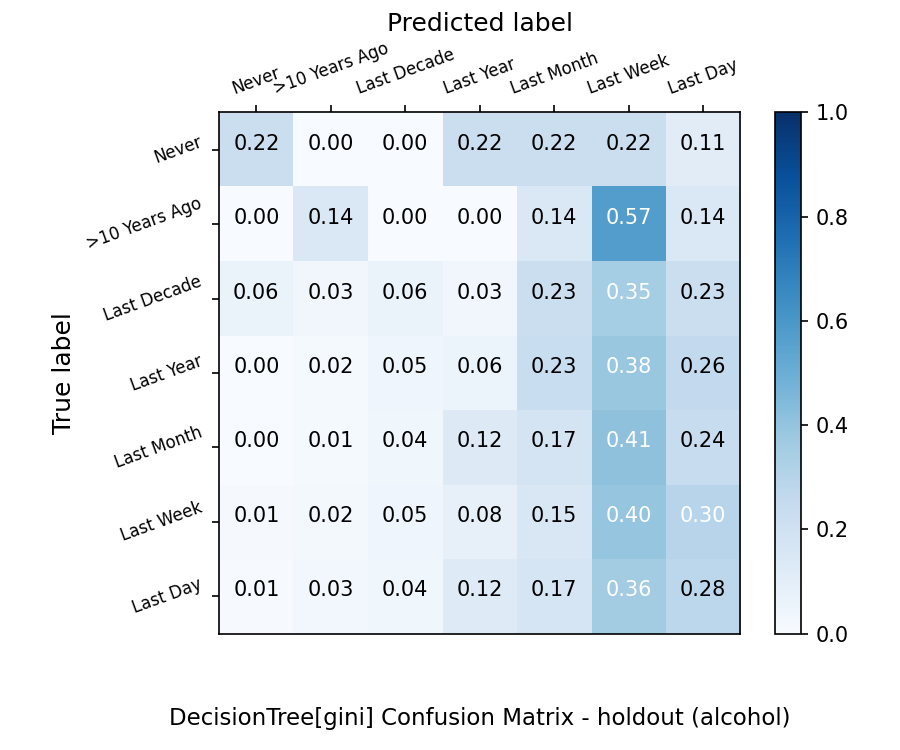 Predicted label
Never >10 Years Ago Last Decade Last Year Last Month Last Week Last Day
Never 0.22 0.00 0.00 0.22 0.22 0.22 0.11
>10 Years Ago 0.00 0.14 0.00 0.00 0.14 0.57 0.14
Last Decade 0.06 0.03 0.06 0.03 0.23 0.35 0.23
Last Year 0.00 0.02 0.05 0.06 0.23 0.38 0.26
Last Month 0.00 0.01 0.04 0.12 0.17 0.41 0.24
Last Week 0.01 0.02 0.05 0.08 0.15 0.40 0.30
Last Day 0.01 0.03 0.04 0.12 0.17 0.36 0.28
True label
1.0
0.8
0.6
0.4
0.2
0.0
DecisionTree[gini] Confusion Matrix - holdout (alcohol)